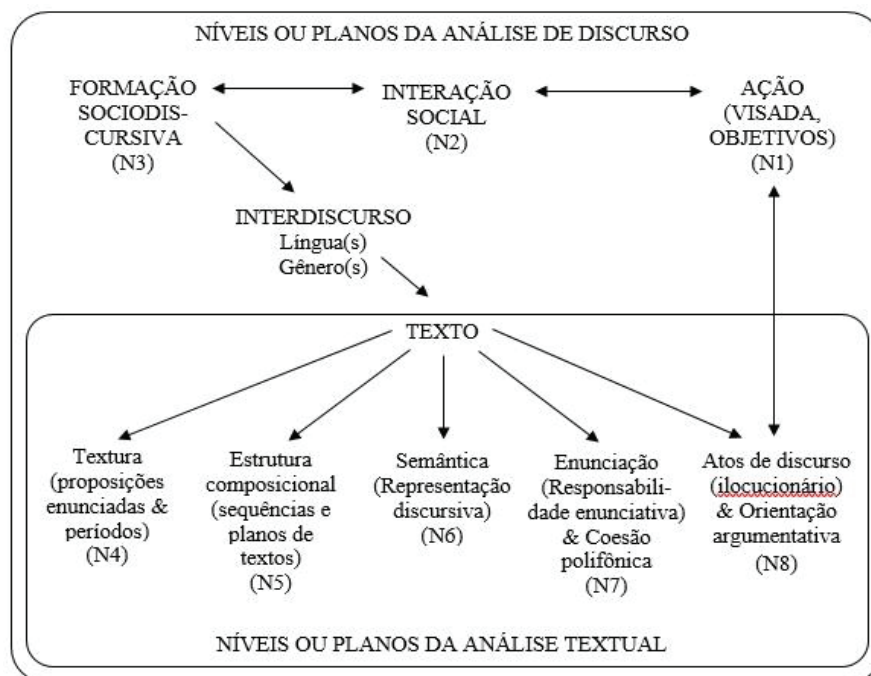 NÍVEIS OU PLANOS DA ANÁLISE DE DISCURSO
FORMAÇÃO
SOCIODIS-
CURSIVA
(N3)
INTERAÇÃO
SOCIAL
(N2)
AÇÃO
(VISADA,
OBJETIVOS)
(N1)
INTERDISCURSO
Língua(s)
Gênero(s)
TEXTO
Textura
(proposições
enunciadas &
períodos)
(N4)
Estrutura
composicional
(sequências e
planos de
textos)
(N5)
Semântica
(Representação
discursiva)
(N6)
Enunciação
(Responsabili-
dade enunciativa)
& Coesão
polifônica
(N7)
Atos de discurso
(ilocucionário)
& Orientação
argumentativa
(N8)
NÍVEIS OU PLANOS DA ANÁLISE TEXTUAL